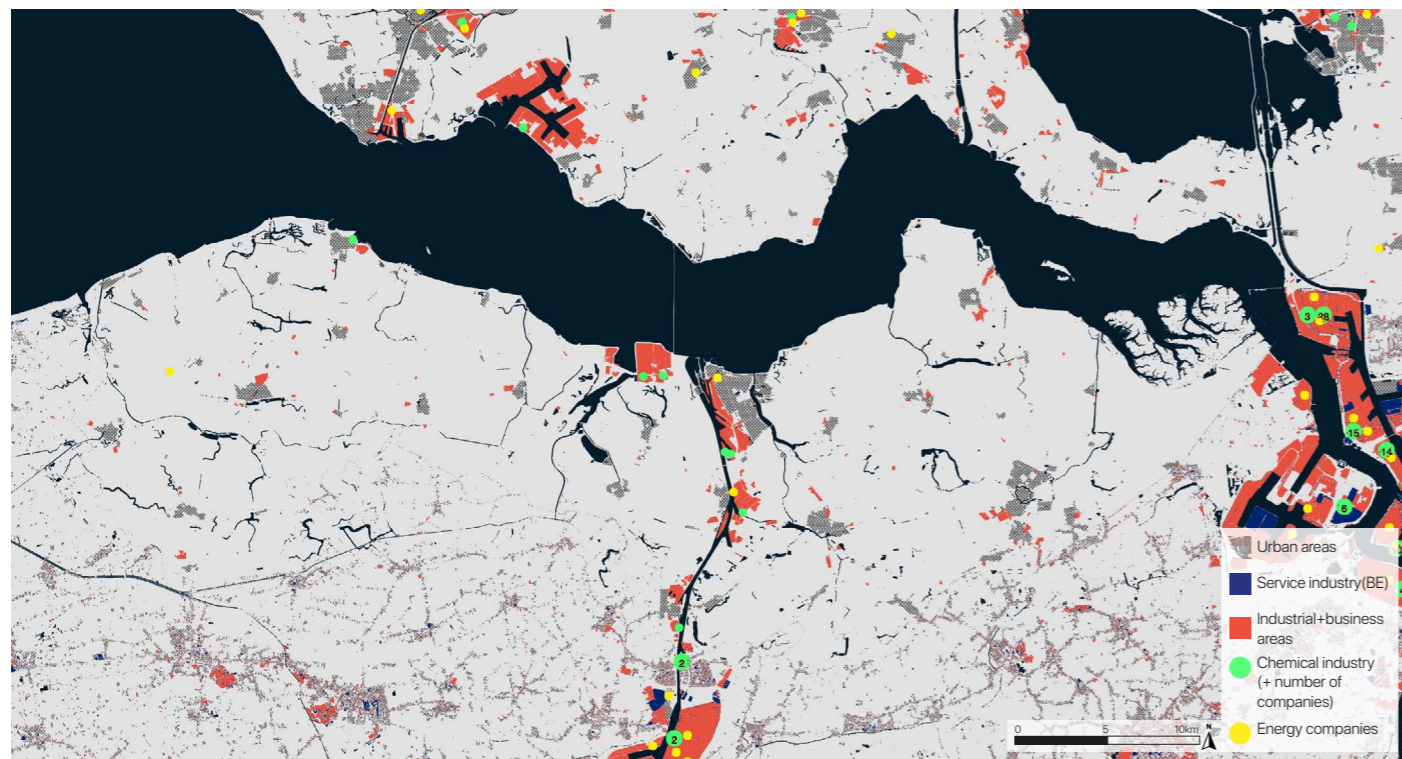 3 28
15
14
6
2
2
Urban areas
Service industry(BE)
Industrial+business
areas
Chemical industry
(+ number of
companies)
Energy companies
0 5 10km
N